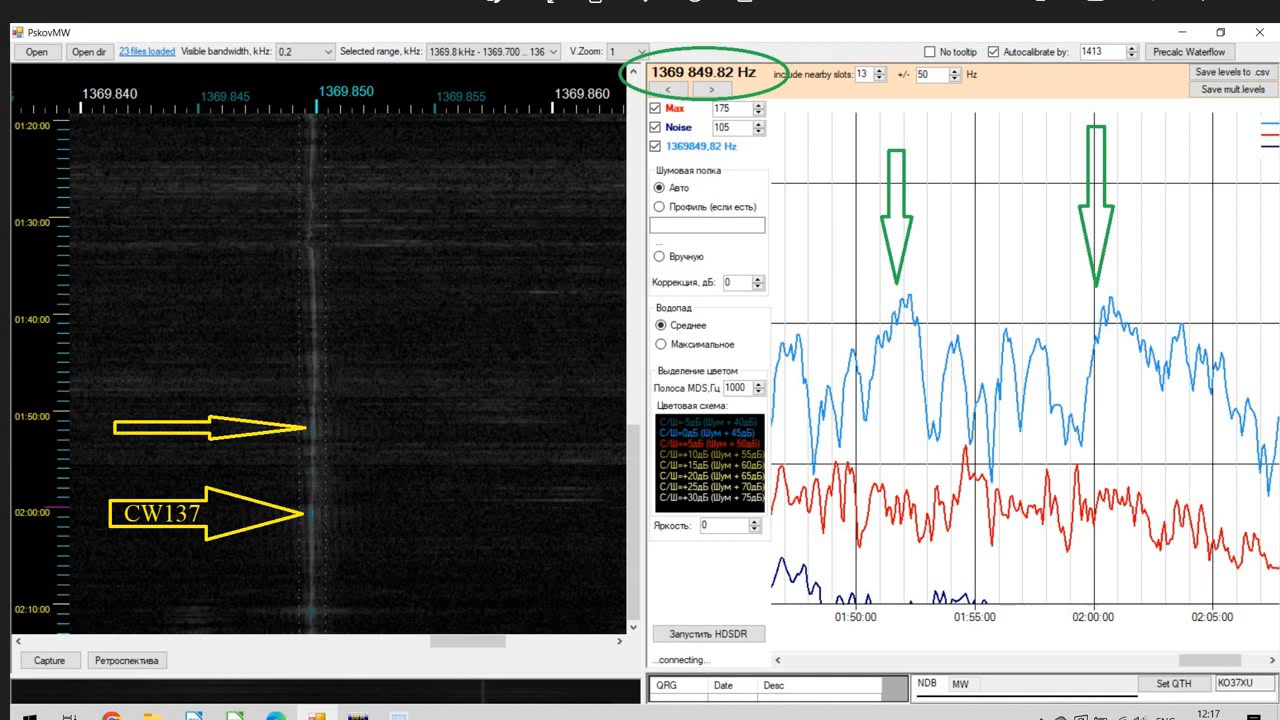 PskovMW
Open
Open dir
23 files loaded
Visible bandwidth, kHz:
0,2
Selected range, kHz:
1369.8 kHz - 1369.700 .. 136
V.Zoom:
1
No tooltip
Autocalibrate by:
1413
Precalc Waterflow
1369.840
1369.845
1369.850
1369.855
1369.860
1369 849.82 Hz
< >
include nearby slots:
13
+/-
50
Hz
Save levels to .csv
Save mult.levels
Max
175
Noise
105
1369849,82 Hz
Шумовая полка
Авто
Профиль (если есть)
...
Вручную
Коррекция, дБ:
0
Водопад
Среднее
Максимальное
Выделение цветом
Полоса MDS,Гц
1000
Цветовая схема:
С/Ш=-5дБ (Шум + 40дБ)
С/Ш=0дБ (Шум + 45дБ)
С/Ш=+5дБ (Шум + 50дБ)
С/Ш=+10дБ (Шум + 55дБ)
С/Ш=+15дБ (Шум + 60дБ)
С/Ш=+20дБ (Шум + 65дБ)
С/Ш=+25дБ (Шум + 70дБ)
С/Ш=+30дБ (Шум + 75дБ)
Яркость:
0
01:20:00
01:30:00
01:40:00
01:50:00
CW137
02:00:00
02:10:00
01:50:00
01:55:00
02:00:00
02:05:00
Запустить HDSDR
...connecting...
Capture
Ретроспектива
QRG
Date
Desc
NDB
MW
Set QTH
KO37XU
12:17